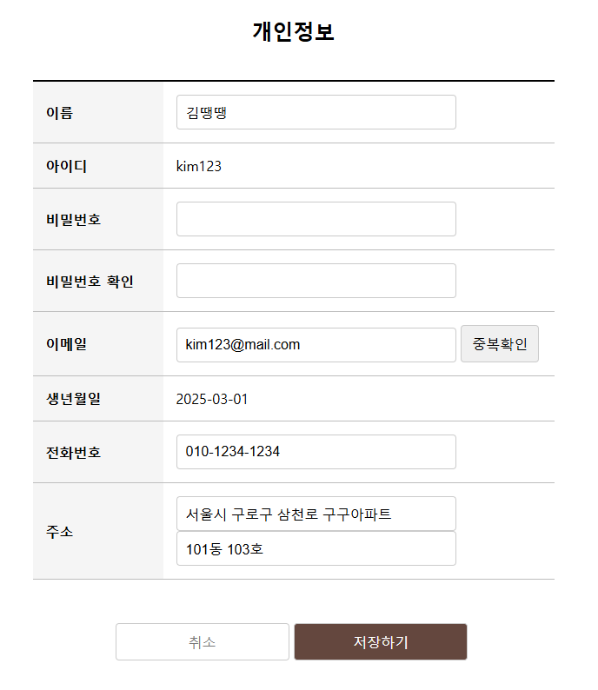 개인정보
이름 김땡땡
아이디 kim123
비밀번호
비밀번호 확인
이메일 kim123@mail.com 중복확인
생년월일 2025-03-01
전화번호 010-1234-1234
주소 서울시 구로구 삼천로 구구아파트
101동 103호
취소 저장하기